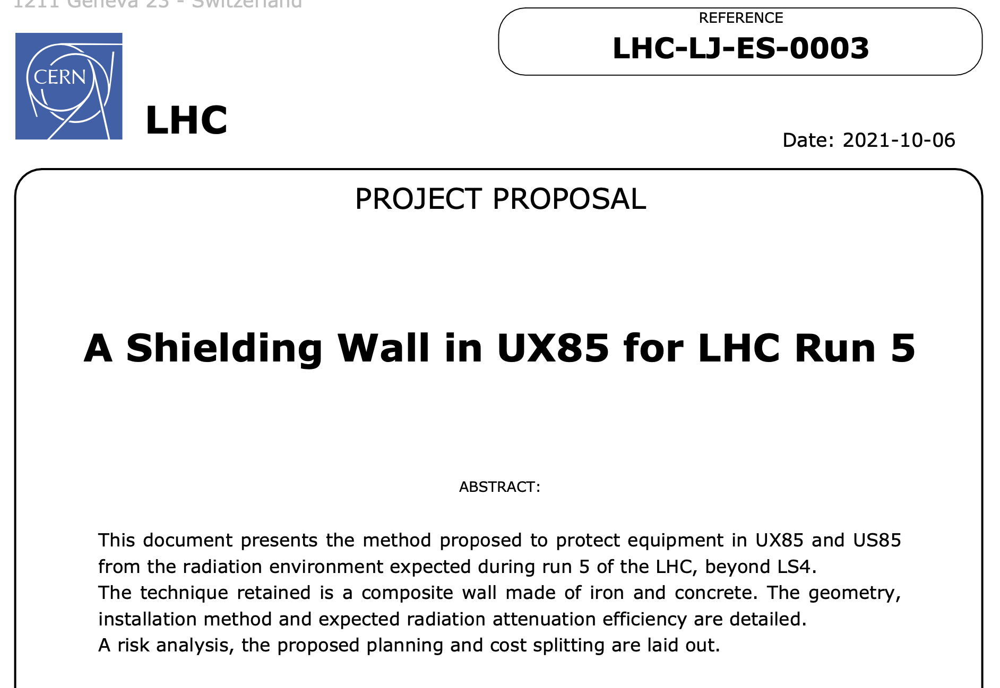 1211 Geneva 23 - Switzerland
REFERENCE
LHC-LJ-ES-0003
CERN
LHC
Date: 2021-10-06
PROJECT PROPOSAL
A Shielding Wall in UX85 for LHC Run 5
ABSTRACT:
This document presents the method proposed to protect equipment in UX85 and US85
from the radiation environment expected during run 5 of the LHC, beyond LS4.
The technique retained is a composite wall made of iron and concrete. The geometry,
installation method and expected radiation attenuation efficiency are detailed.
A risk analysis, the proposed planning and cost splitting are laid out.